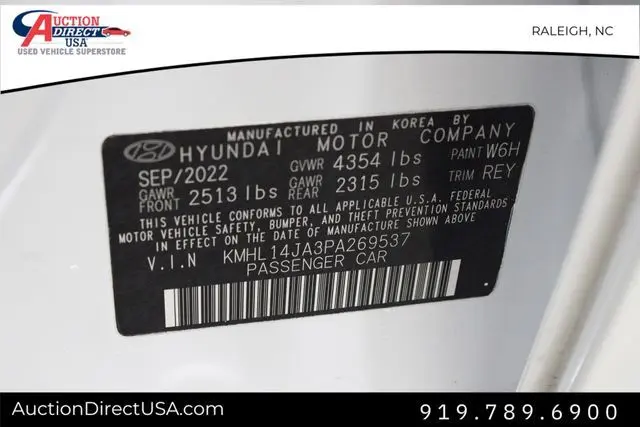 AUCTION
DIRECT
USA
USED VEHICLE SUPERSTORE
RALEIGH, NC
MANUFACTURED IN KOREA BY
HYUNDAI MOTOR COMPANY
SEP/2022 GVWR 4354 lbs PAINT W6H
GAWR FRONT 2513 lbs GAWR REAR 2315 lbs TRIM REY
THIS VEHICLE CONFORMS TO ALL APPLICABLE U.S.A. FEDERAL
MOTOR VEHICLE SAFETY, BUMPER, AND THEFT PREVENTION STANDARDS
IN EFFECT ON THE DATE OF MANUFACTURE SHOWN ABOVE
V.I.N KMHL14JA3PA269537
PASSENGER CAR
AuctionDirectUSA.com
919.789.6900